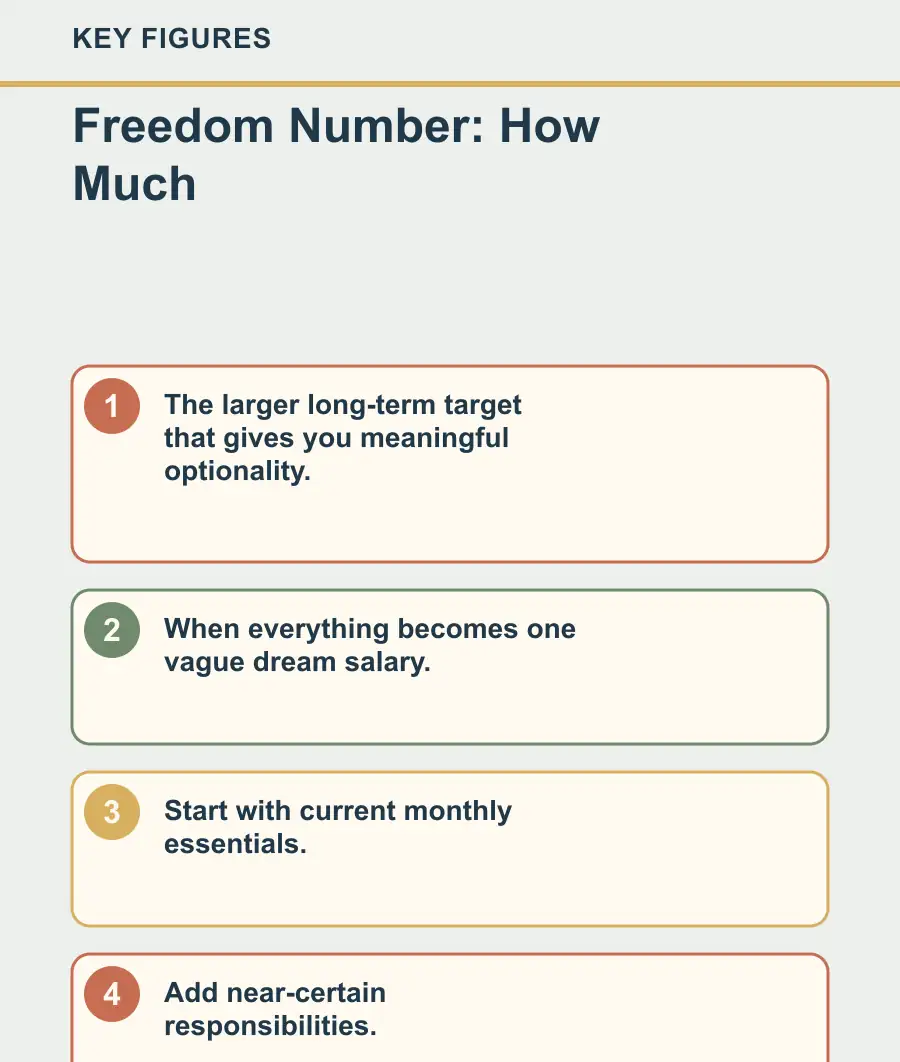 KEY FIGURES
Freedom Number: How
Much
1
The larger long-term target
that gives you meaningful
optionality.
2
When everything becomes one
vague dream salary.
3
Start with current monthly
essentials.
4
Add near-certain
responsibilities.